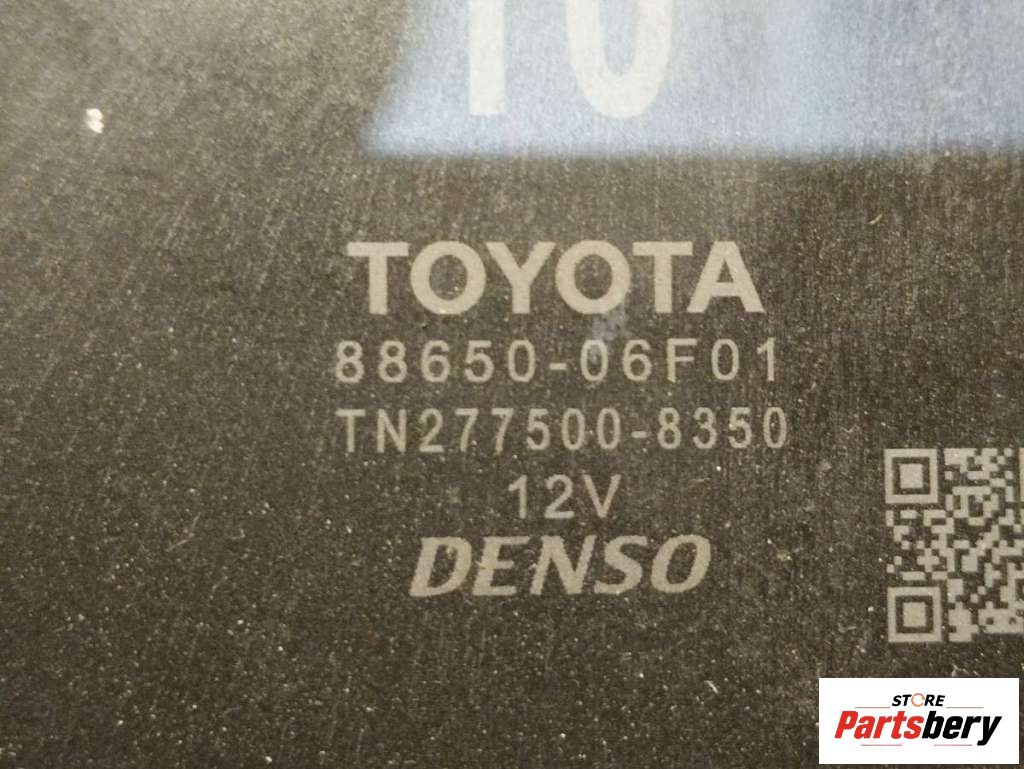 TOYOTA
88650-06F01
TN277500-8350
12V
DENSO
STORE
Partsbery